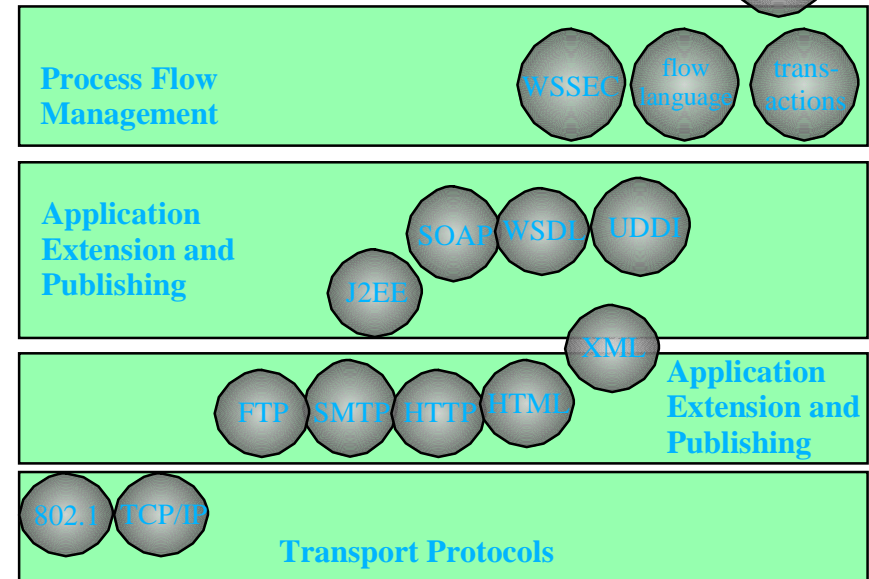 Process Flow
Management
WSSEC
flow
language
trans-
actions
Application
Extension and
Publishing
SOAP
WSDL
UDDI
J2EE
XML
Application
Extension and
Publishing
FTP
SMTP
HTTP
HTML
802.1
TCP/IP
Transport Protocols